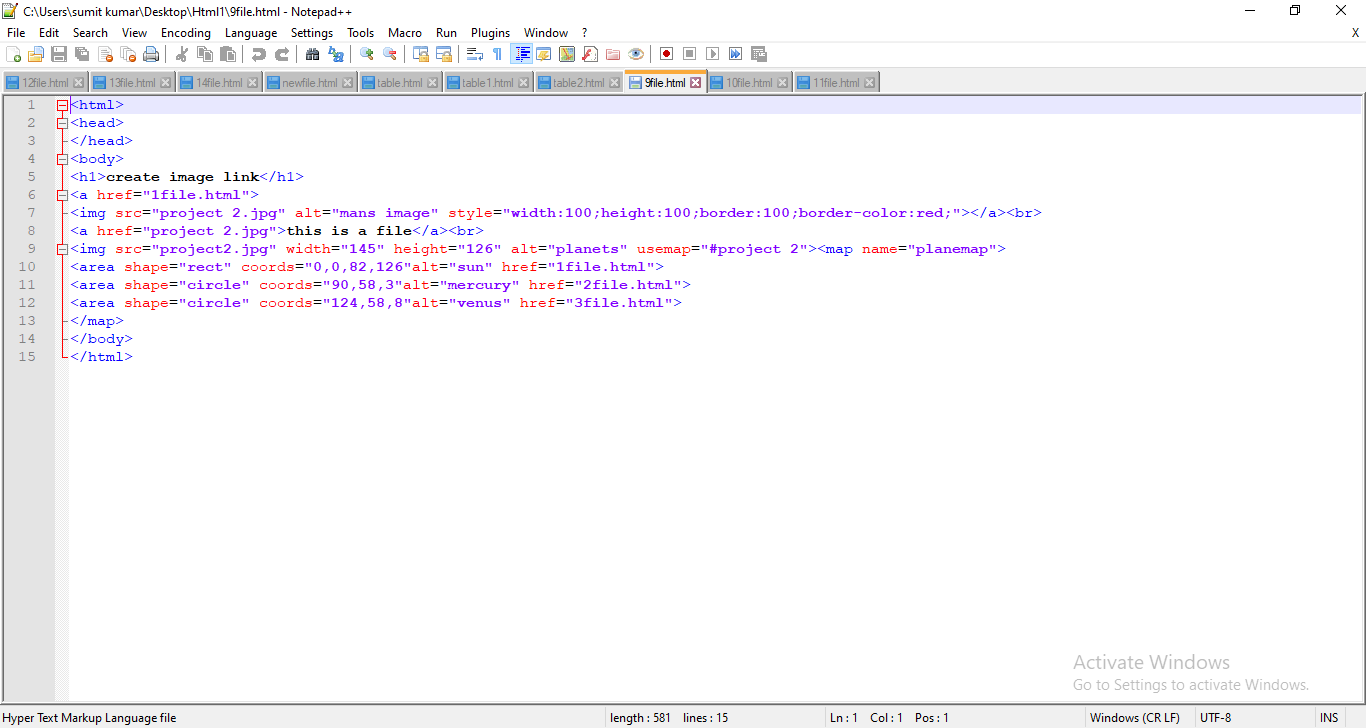 C:\Users\sumit kumar\Desktop\Html1\9file.html - Notepad++
File Edit Search View Encoding Language Settings Tools Macro Run Plugins Window ? X
12file.html 13file.html 14file.html newfile.html table.html table1.html table2.html 9file.html 10file.html 11file.html
1 <html>
2 <head>
3 </head>
4 <body>
5 <h1>create image link</h1>
6 <a href="1file.html">
7 <img src="project 2.jpg" alt="mans image" style="width:100;height:100;border:100;border-color:red;"></a><br>
8 <a href="project 2.jpg">this is a file</a><br>
9 <img src="project2.jpg" width="145" height="126" alt="planets" usemap="#project 2"><map name="planemap">
10 <area shape="rect" coords="0,0,82,126"alt="sun" href="1file.html">
11 <area shape="circle" coords="90,58,3"alt="mercury" href="2file.html">
12 <area shape="circle" coords="124,58,8"alt="venus" href="3file.html">
13 </map>
14 </body>
15 </html>
Activate Windows
Go to Settings to activate Windows.
Hyper Text Markup Language file length : 581 lines : 15 Ln : 1 Col : 1 Pos : 1 Windows (CR LF) UTF-8 INS